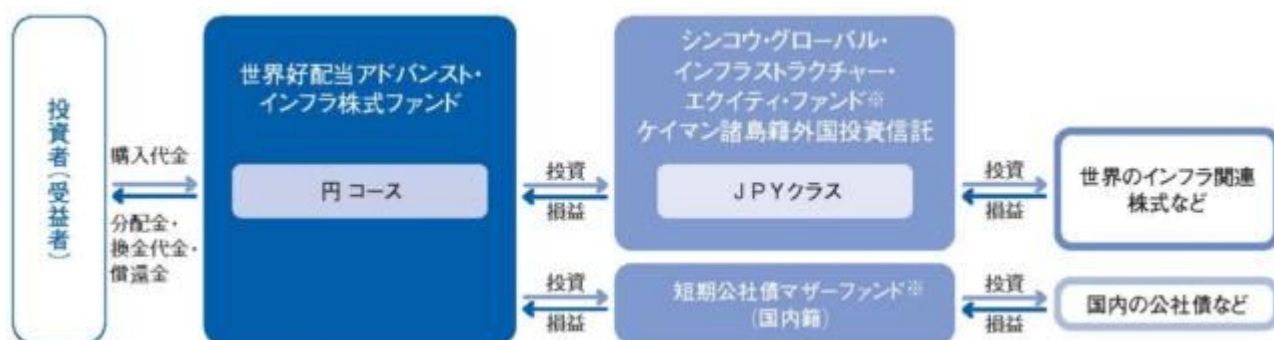 投資者(受益者)
購入代金
分配金・
換金代金・
償還金
世界好配当アドバンスト・
インフラ株式ファンド
円コース
投資
損益
投資
損益
シンコウ・グローバル・
インフラストラクチャー・
エクイティ・ファンド※
ケイマン諸島籍外国投資信託
JPYクラス
短期公社債マザーファンド※
(国内籍)
投資
損益
投資
損益
世界のインフラ関連
株式など
国内の公社債など